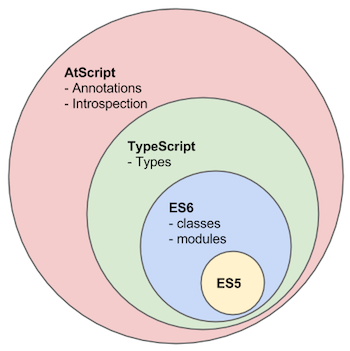 AtScript
- Annotations
- Introspection
TypeScript
- Types
ES6
- classes
- modules
ES5